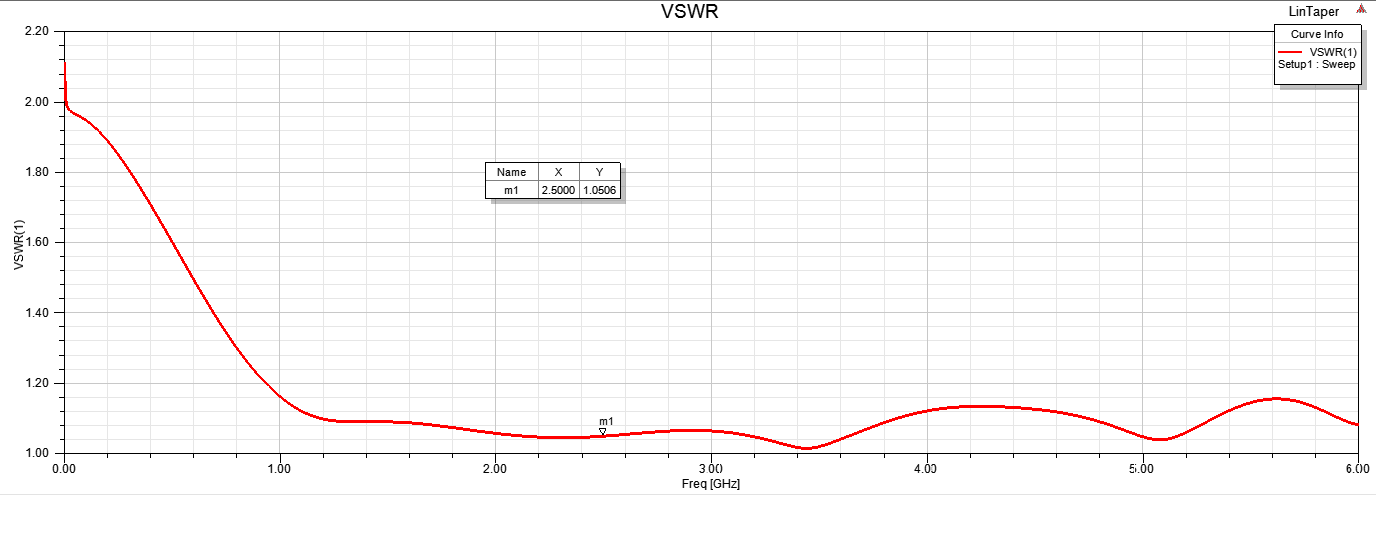 VSWR
LinTaper
Curve Info
VSWR(1)
Setup1 : Sweep
2.20
2.00
1.80
1.60
1.40
1.20
1.00
VSWR(1)
Name X Y
m1 2.5000 1.0506
m1
0.00 1.00 2.00 3.00 4.00 5.00 6.00
Freq [GHz]